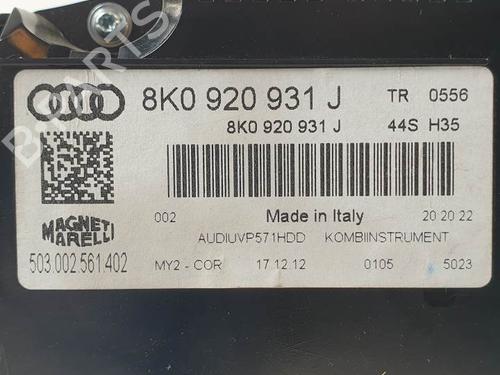 8K0 920 931 J TR 0556
8K0 920 931 J 44S H35
MAGNETI
MARELLI
002 Made in Italy 20 20 22
AUDIUVP571HDD KOMBIINSTRUMENT
503.002.561.402 MY2 - COR 17.12.12 0105 5023